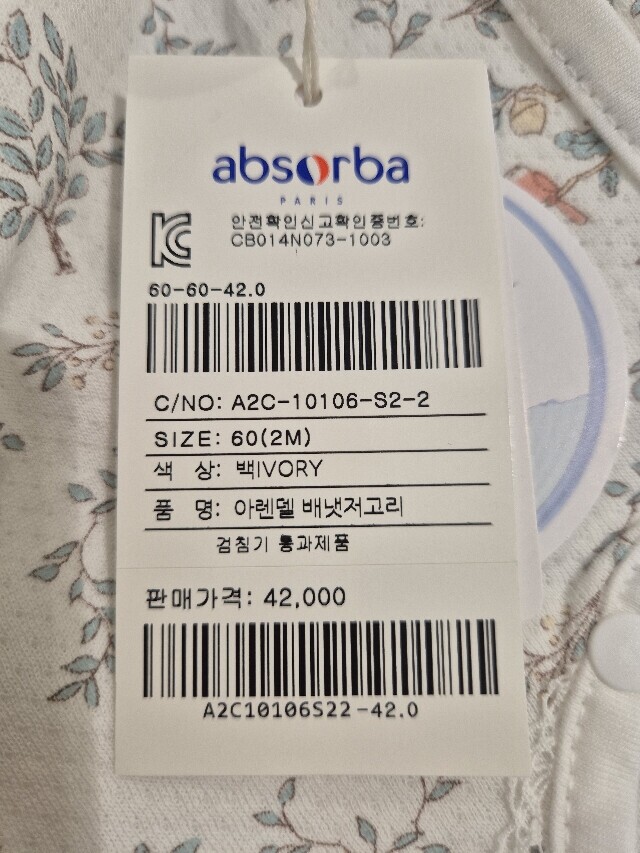 absorba
PARIS
안전확인신고확인증번호:
CB014N073-1003
60-60-42.0
C/NO: A2C-10106-S2-2
SIZE: 60(2M)
색 상: 백IVORY
품 명: 아렌델 배냇저고리
검침기 통과제품
판매가격: 42,000
A2C10106S22-42.0